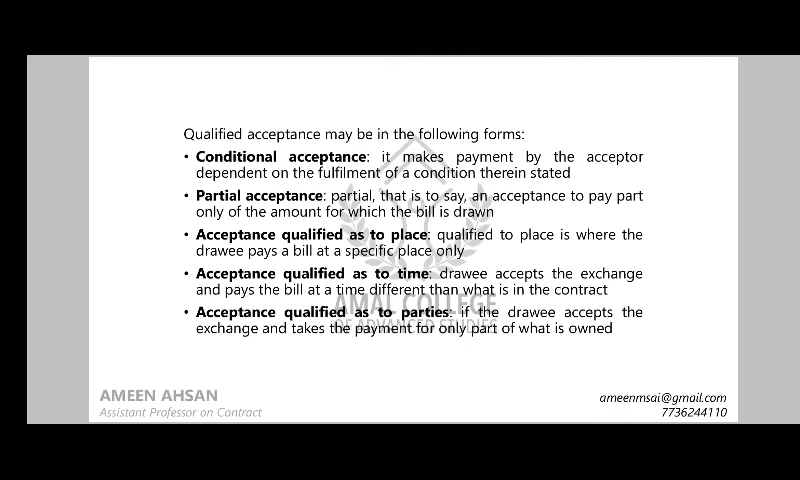 Qualified acceptance may be in the following forms:
• Conditional acceptance: it makes payment by the acceptor
dependent on the fulfilment of a condition therein stated
• Partial acceptance: partial, that is to say, an acceptance to pay part
only of the amount for which the bill is drawn
• Acceptance qualified as to place: qualified to place is where the
drawee pays a bill at a specific place only
• Acceptance qualified as to time: drawee accepts the exchange
and pays the bill at a time different than what is in the contract
• Acceptance qualified as to parties: if the drawee accepts the
exchange and takes the payment for only part of what is owned
AMAL COLLEGE
OF ADVANCED STUDIES
AMEEN AHSAN
Assistant Professor on Contract
ameenmsai@gmail.com
7736244110